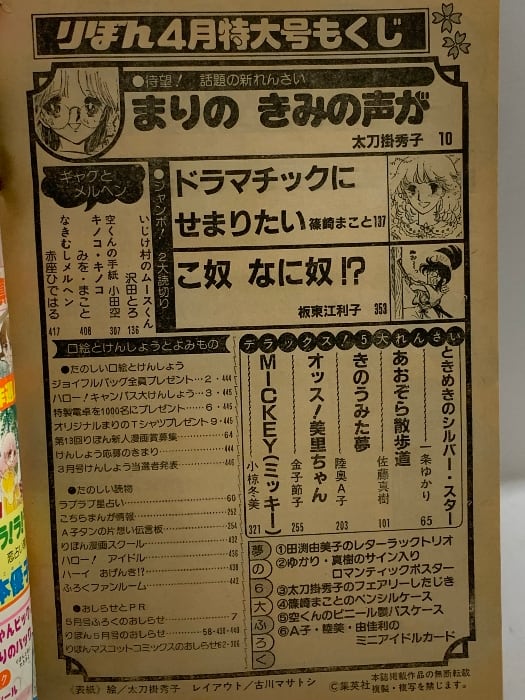 りぼん4月特大号もくじ
●待望! 話題の新れんさい
まりの きみの声が
太刀掛秀子 10
●ジャンボ! 2大読切り
ドラマチックに
せまりたい 篠崎まこと 137
こ奴 なに奴!?
板東江利子 353
ギャグと
メルヘン
いじけ村のムースくん
沢田とろ 136
空くんの手紙 小田空 307
キノコ・キノコ
みを・まこと 408
なきむしメルヘン
赤座ひではる 417
デラックス!5大れんさい
ときめきのシルバー・スター
一条ゆかり 65
あおぞら散歩道
佐藤真樹 101
きのうみた夢
陸奥A子 203
オッス!美里ちゃん
金子節子 255
MICKEY(ミッキー)
小椋冬美 321
口絵とけんしょうとよみもの
●たのしい口絵とけんしょう
ジョイフルバッグ全員プレゼント…2・444
ハロー!キャンパス大けんしょう…3・445
特製電卓を1000名にプレゼント…6・445
オリジナルまりのTシャツプレゼント 9・445
第13回りぼん新人漫画賞募集 64
けんしょう応募のきまり 444
3月号けんしょう当選者発表 446
●たのしい読物
ラブラブ星占い 60
こちらまんが情報 252
A子タンの片想い伝言板 254
りぼん漫画スクール 432
ハロー! アイドル 436
ハーイ おげんき!? 438
ふろくファンルーム 442
●おしらせとPR
5月号ふろくのおしらせ 7
りぼん5月号のおしらせ 58・430・440
りぼんマスコットコミックスのおしらせ 62・306
夢の6大ふろく
①田渕由美子のレターラックトリオ
②ゆかり・真樹のサイン入り
ロマンティックポスター
③太刀掛秀子のフェアリーしたじき
④篠崎まことのペンシルケース
⑤空くんのビニール製パスケース
⑥A子・睦美・由佳利の
ミニアイドルカード
《表紙》絵/太刀掛秀子 レイアウト/古川マサトシ
©集英社
本誌掲載作品の無断転載
複製・複写を禁じます。